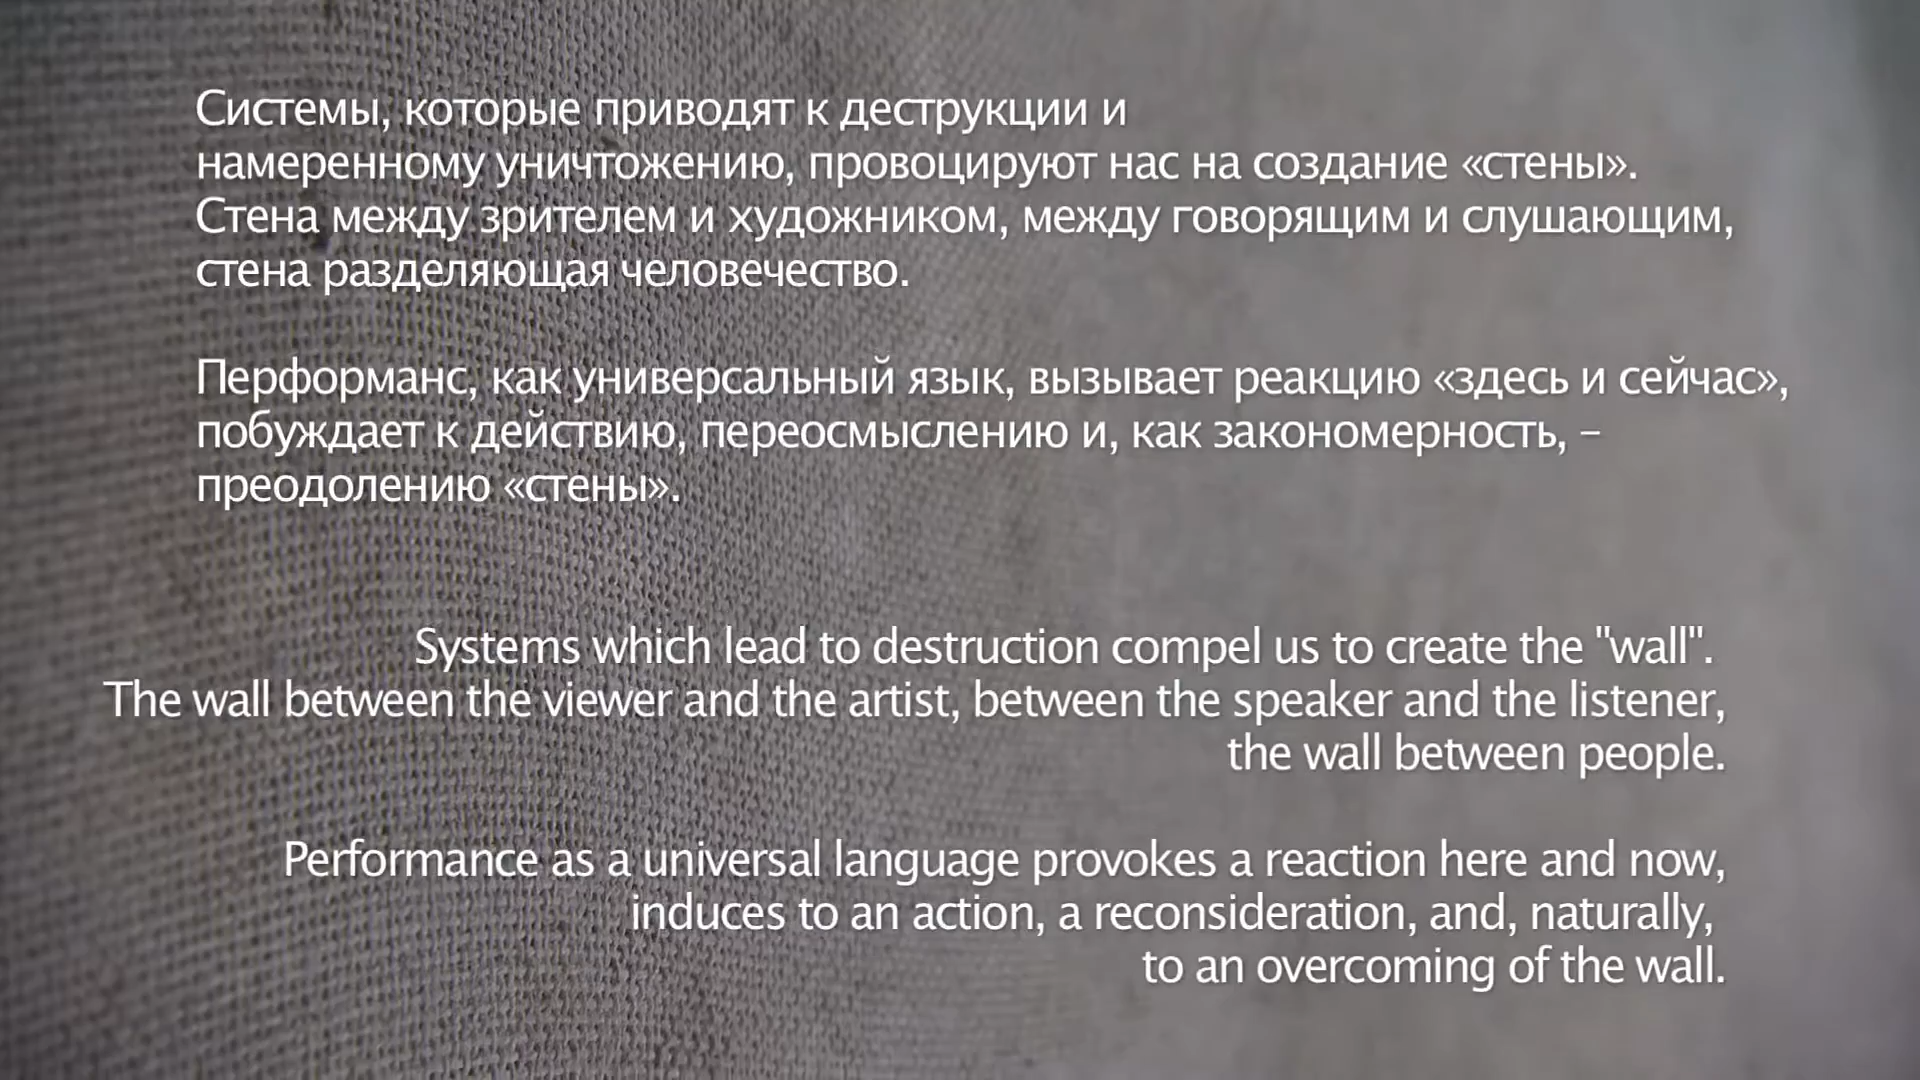 Системы, которые приводят к деструкции и
намеренному уничтожению, провоцируют нас на создание «стены».
Стена между зрителем и художником, между говорящим и слушающим,
стена разделяющая человечество.
Перформанс, как универсальный язык, вызывает реакцию «здесь и сейчас»,
побуждает к действию, переосмыслению и, как закономерность, –
преодолению «стены».
Systems which lead to destruction compel us to create the "wall".
The wall between the viewer and the artist, between the speaker and the listener,
the wall between people.
Performance as a universal language provokes a reaction here and now,
induces to an action, a reconsideration, and, naturally,
to an overcoming of the wall.